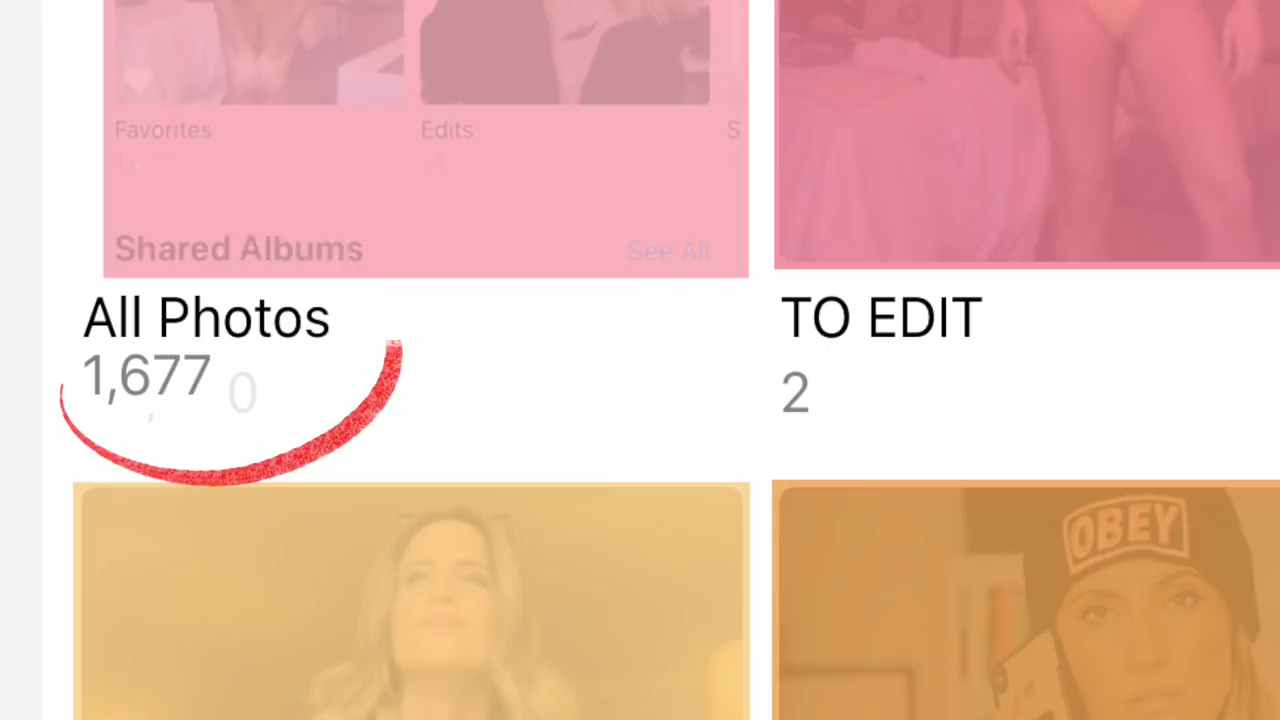 Favorites
Edits
S
Shared Albums
See All
All Photos
1,677
0
TO EDIT
2
OBEY